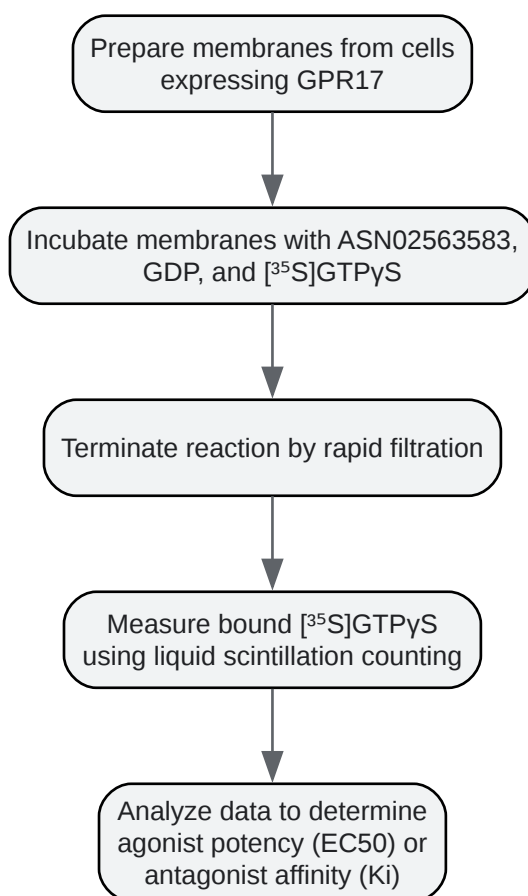 Prepare membranes from cells
expressing GPR17
Incubate membranes with ASN02563583,
GDP, and [³⁵S]GTPγS
Terminate reaction by rapid filtration
Measure bound [³⁵S]GTPγS
using liquid scintillation counting
Analyze data to determine
agonist potency (EC50) or
antagonist affinity (Ki)